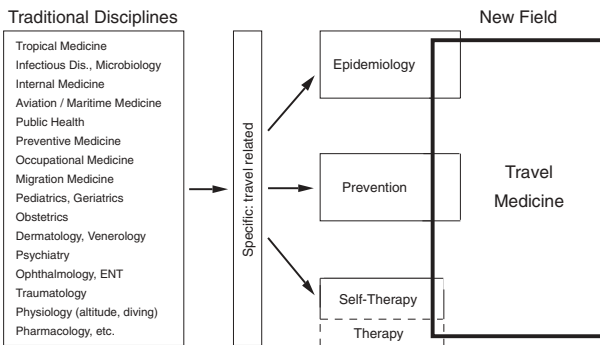 Traditional Disciplines
New Field
Tropical Medicine
Infectious Dis., Microbiology
Internal Medicine
Aviation / Maritime Medicine
Public Health
Preventive Medicine
Occupational Medicine
Migration Medicine
Pediatrics, Geriatrics
Obstetrics
Dermatology, Venerology
Psychiatry
Ophthalmology, ENT
Traumatology
Physiology (altitude, diving)
Pharmacology, etc.
Specific: travel related
Epidemiology
Prevention
Self-Therapy
Therapy
Travel
Medicine